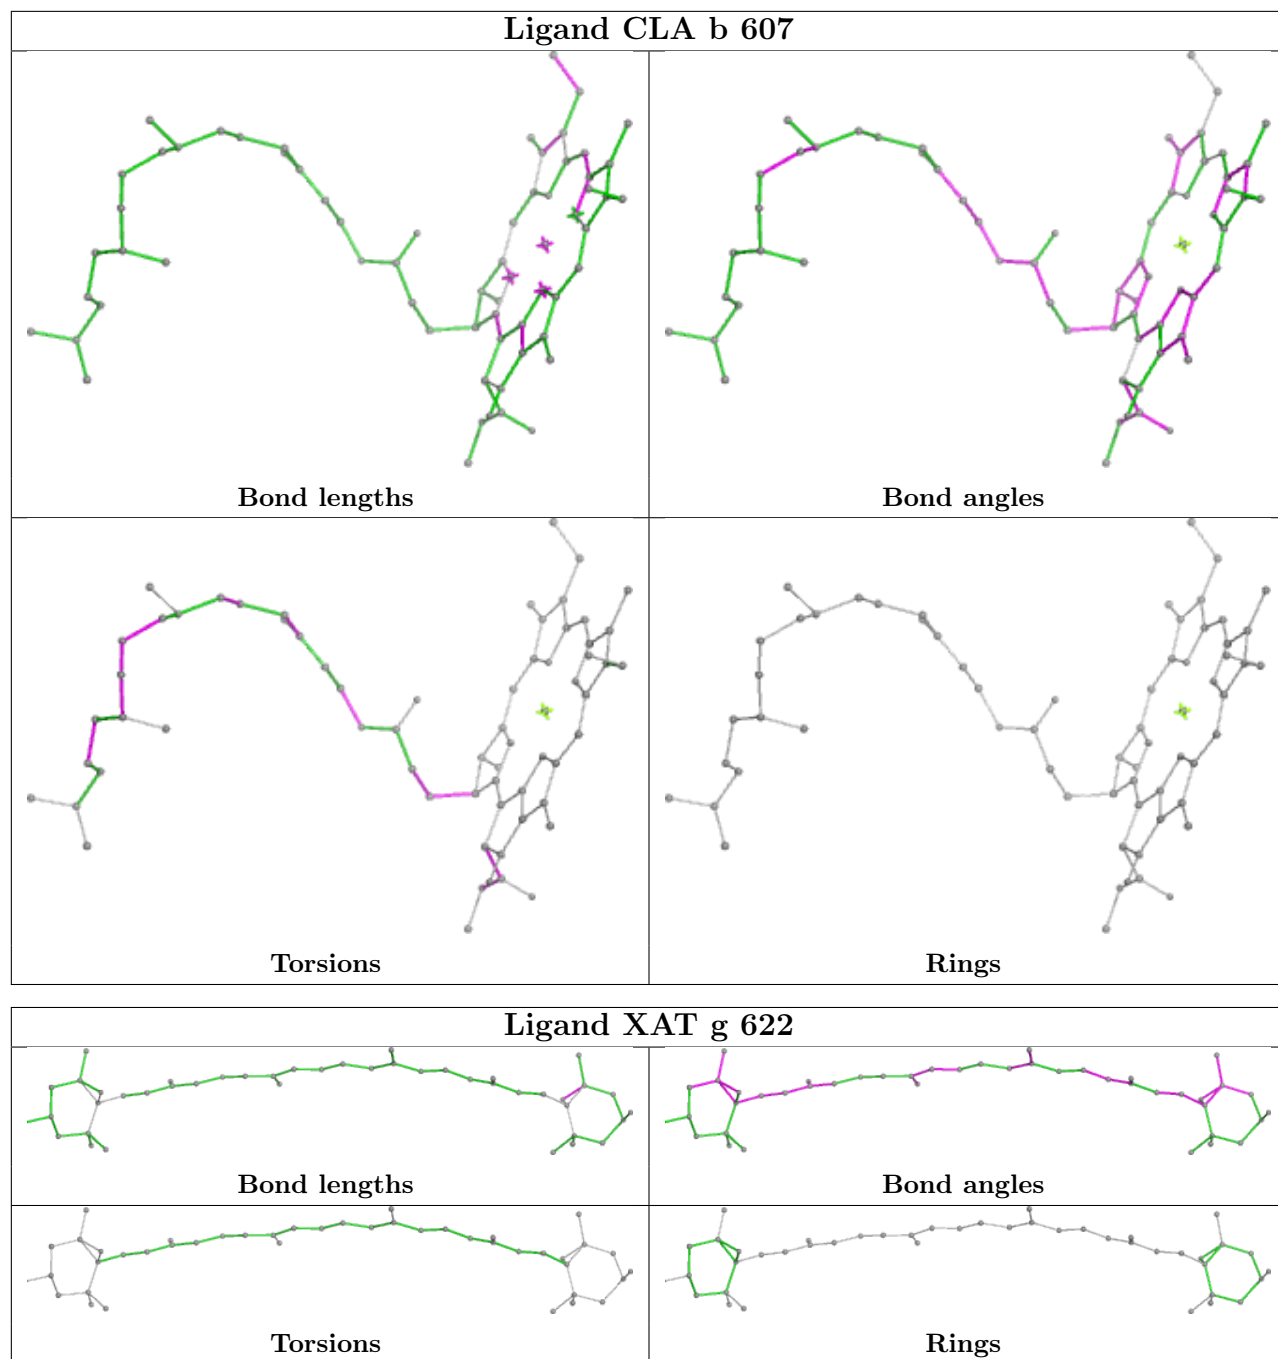 Ligand CLA b 607
Bond lengths
Bond angles
Torsions
Rings
Ligand XAT g 622
Bond lengths
Bond angles
Torsions
Rings